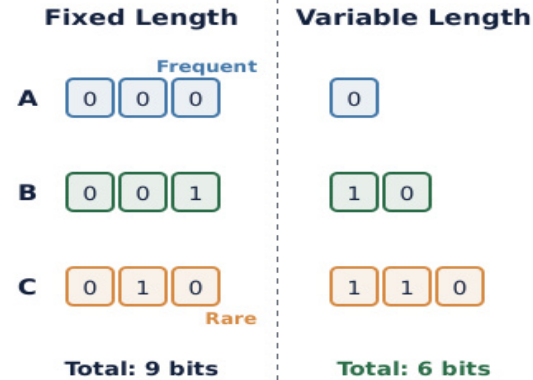 Fixed Length Variable Length
Frequent
A 0 0 0 0
B 0 0 1 1 0
C 0 1 0 1 1 0
Rare
Total: 9 bits Total: 6 bits